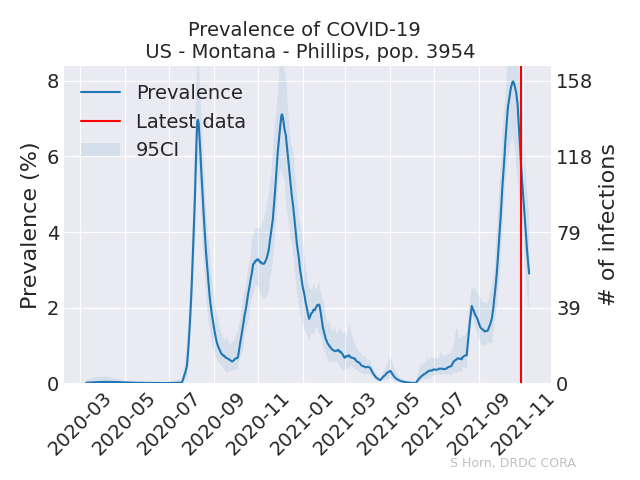 Prevalence of COVID-19
US - Montana - Phillips, pop. 3954
Prevalence (%)
8
6
4
2
0
Prevalence
Latest data
95CI
158
118
79
39
0
# of infections
2020-03
2020-05
2020-07
2020-09
2020-11
2021-01
2021-03
2021-05
2021-07
2021-09
2021-11
S Horn, DRDC CORA